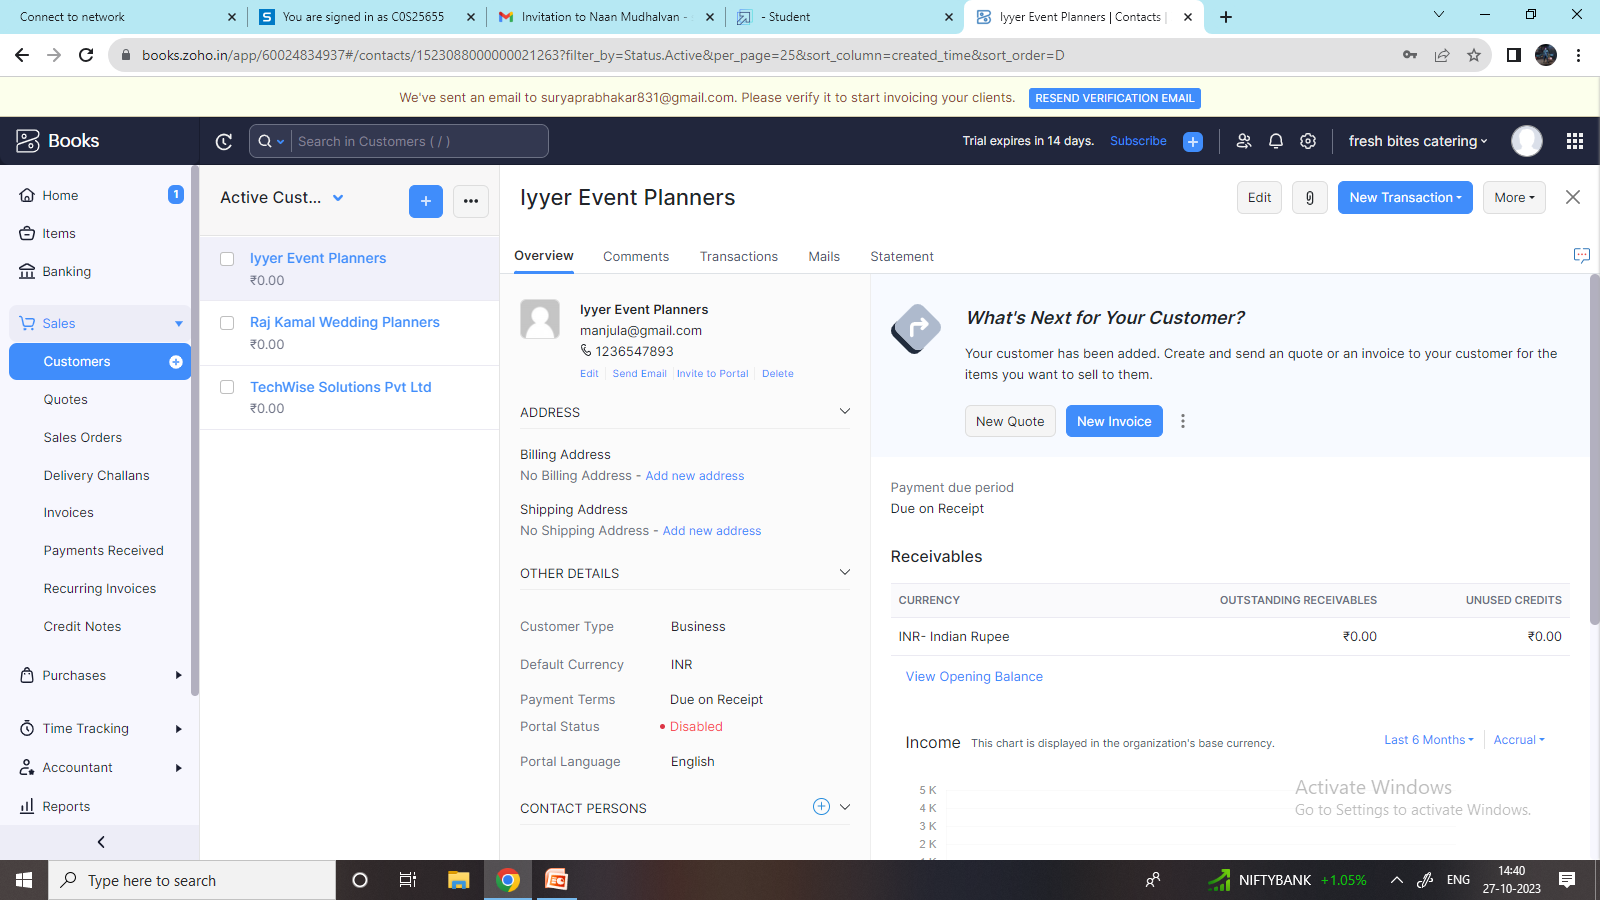 Connect to network
You are signed in as C0S25655
Invitation to Naan Mudhalvan -
- Student
Iyyer Event Planners | Contacts |
books.zoho.in/app/60024834937#/contacts/1523088000000021263?filter_by=Status.Active&per_page=25&sort_column=created_time&sort_order=D
We've sent an email to suryaprabhakar831@gmail.com. Please verify it to start invoicing your clients.
RESEND VERIFICATION EMAIL
Books
Search in Customers ( / )
Trial expires in 14 days.
Subscribe
fresh bites catering
Home
1
Items
Banking
Sales
Customers
Quotes
Sales Orders
Delivery Challans
Invoices
Payments Received
Recurring Invoices
Credit Notes
Purchases
Time Tracking
Accountant
Reports
Active Cust...
Iyyer Event Planners
₹0.00
Raj Kamal Wedding Planners
₹0.00
TechWise Solutions Pvt Ltd
₹0.00
Iyyer Event Planners
Edit
New Transaction
More
Overview
Comments
Transactions
Mails
Statement
Iyyer Event Planners
manjula@gmail.com
1236547893
Edit
Send Email
Invite to Portal
Delete
ADDRESS
Billing Address
No Billing Address - Add new address
Shipping Address
No Shipping Address - Add new address
OTHER DETAILS
Customer Type Business
Default Currency INR
Payment Terms Due on Receipt
Portal Status Disabled
Portal Language English
CONTACT PERSONS
What's Next for Your Customer?
Your customer has been added. Create and send an quote or an invoice to your customer for the
items you want to sell to them.
New Quote
New Invoice
Payment due period
Due on Receipt
Receivables
CURRENCY OUTSTANDING RECEIVABLES UNUSED CREDITS
INR- Indian Rupee ₹0.00 ₹0.00
View Opening Balance
Income This chart is displayed in the organization's base currency.
Last 6 Months
Accrual
5 K
4 K
3 K
2 K
Activate Windows
Go to Settings to activate Windows.
Type here to search
NIFTYBANK +1.05%
ENG
14:40
27-10-2023